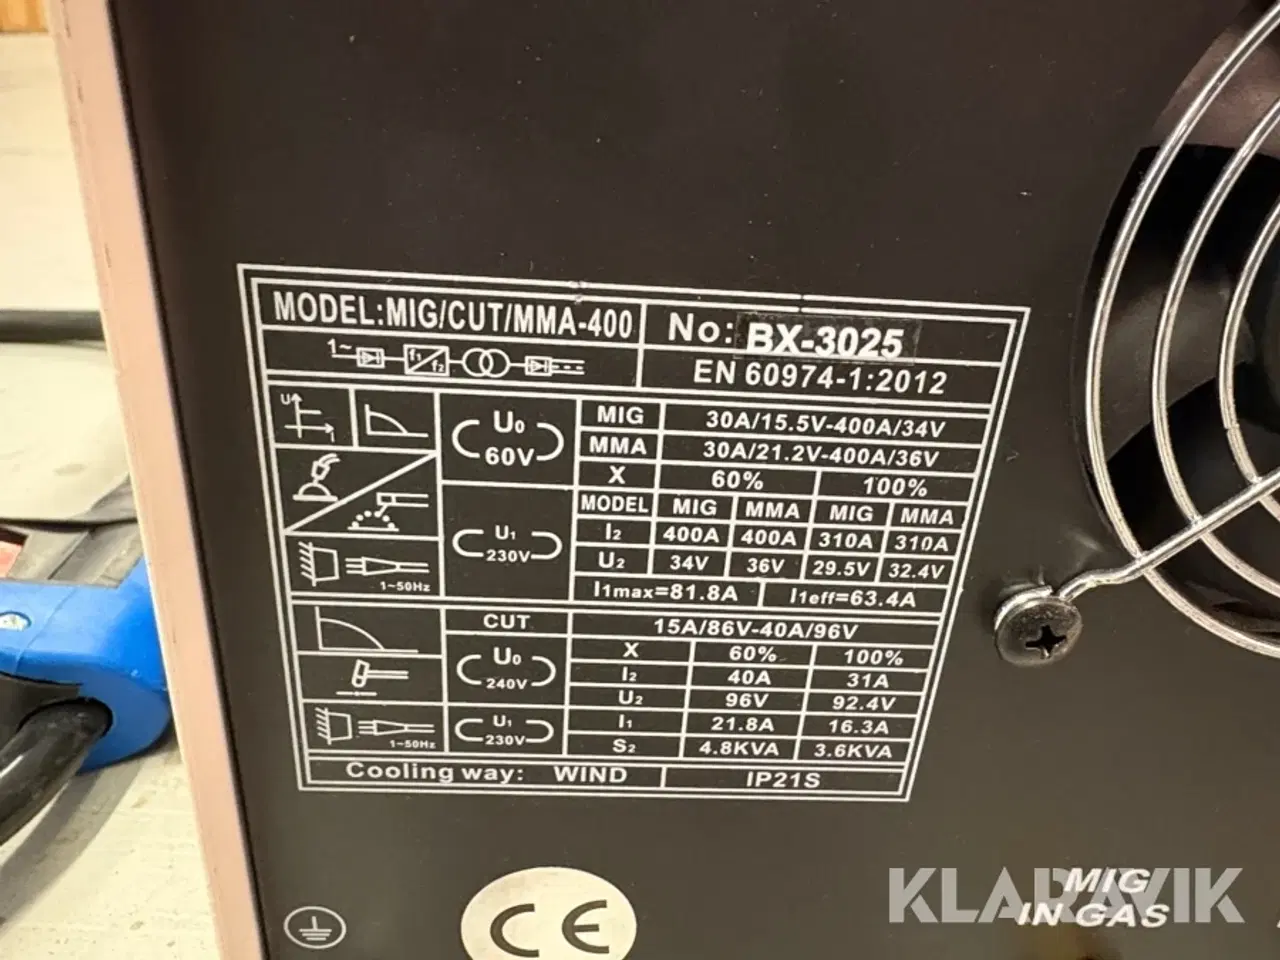 MODEL:MIG/CUT/MMA-400
No: BX-3025
1~ f1 f2
EN 60974-1:2012
U I
U0 60V
MIG 30A/15.5V-400A/34V
MMA 30A/21.2V-400A/36V
X 60% 100%
MODEL MIG MMA MIG MMA
U1 230V
I2 400A 400A 310A 310A
U2 34V 36V 29.5V 32.4V
1~50Hz
I1max=81.8A I1eff=63.4A
CUT 15A/86V-40A/96V
U0 240V
X 60% 100%
I2 40A 31A
U2 96V 92.4V
1~50Hz
U1 230V
I1 21.8A 16.3A
S2 4.8KVA 3.6KVA
Cooling way: WIND IP21S
CE
KLARAVIK
MIG
IN GAS